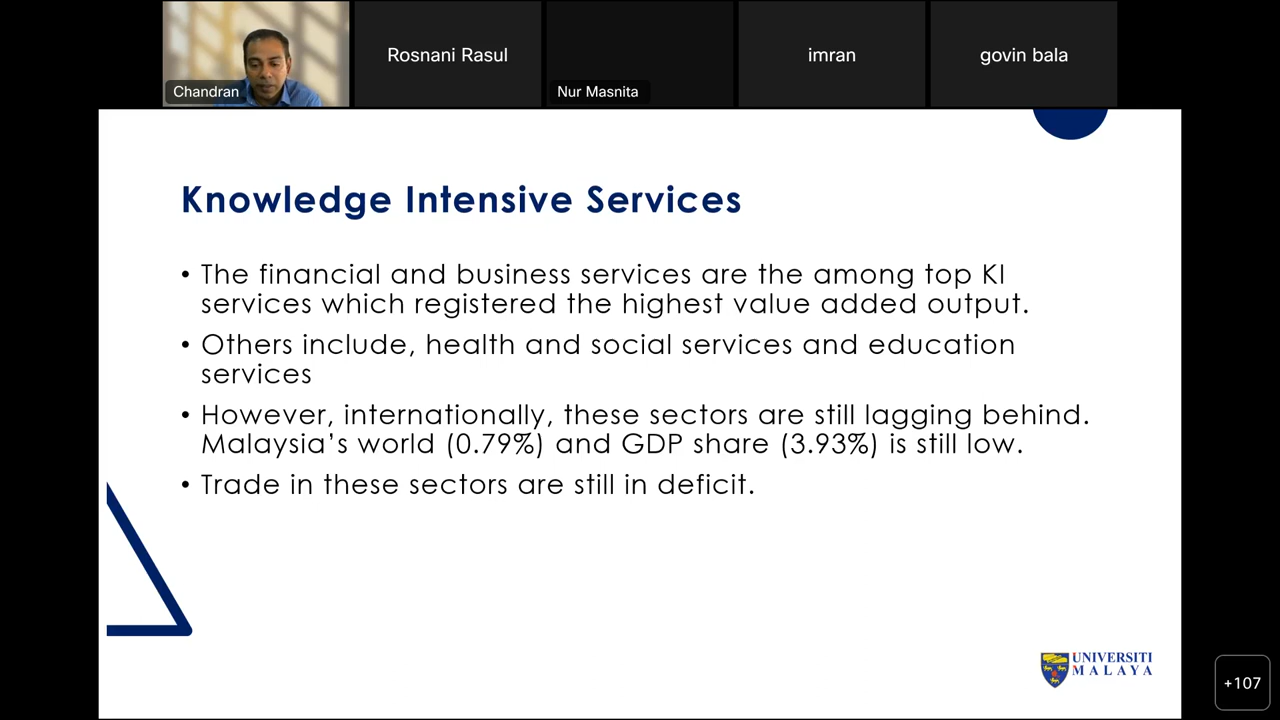 Chandran
Rosnani Rasul
Nur Masnita
imran
govin bala
Knowledge Intensive Services
• The financial and business services are the among top KI
services which registered the highest value added output.
• Others include, health and social services and education
services
• However, internationally, these sectors are still lagging behind.
Malaysia’s world (0.79%) and GDP share (3.93%) is still low.
• Trade in these sectors are still in deficit.
UNIVERSITI
MALAYA
+107